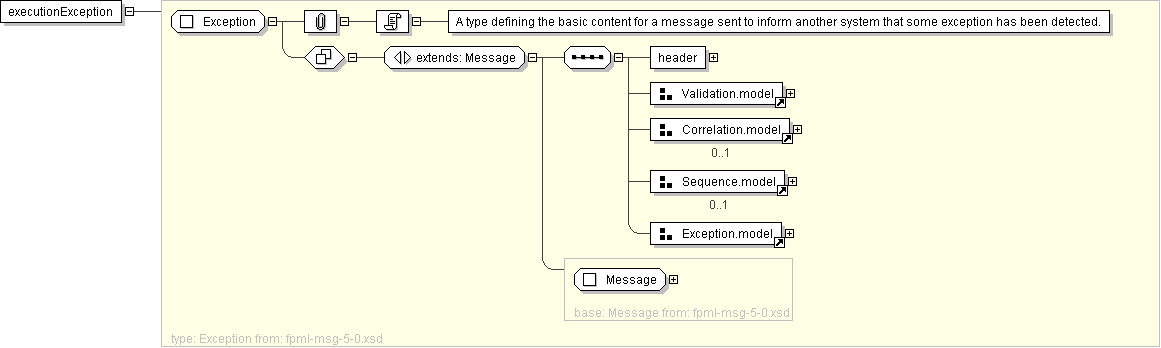 executionException
Exception
A type defining the basic content for a message sent to inform another system that some exception has been detected.
extends: Message
header
Validation.model
Correlation.model
0..1
Sequence.model
0..1
Exception.model
Message
base: Message from: fpml-msg-5-0.xsd
type: Exception from: fpml-msg-5-0.xsd